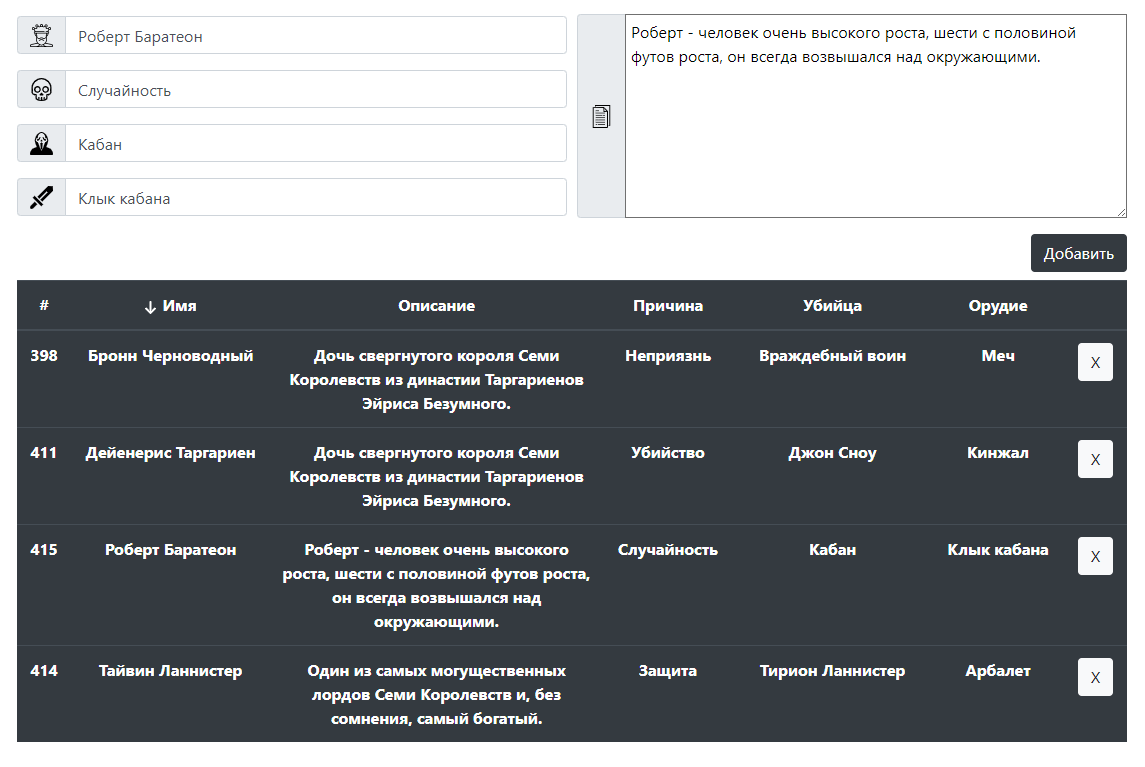 Роберт Баратеон
Случайность
Кабан
Клык кабана
Роберт - человек очень высокого роста, шести с половиной
футов роста, он всегда возвышался над окружающими.
Добавить
# ↓ Имя Описание Причина Убийца Орудие
398 Бронн Черноводный Дочь свергнутого короля Семи Неприязнь Враждебный воин Меч X
Королевств из династии Таргариенов
Эйриса Безумного.
411 Дейенерис Таргариен Дочь свергнутого короля Семи Убийство Джон Сноу Кинжал X
Королевств из династии Таргариенов
Эйриса Безумного.
415 Роберт Баратеон Роберт - человек очень высокого Случайность Кабан Клык кабана X
роста, шести с половиной футов роста,
он всегда возвышался над
окружающими.
414 Тайвин Ланнистер Один из самых могущественных Защита Тирион Ланнистер Арбалет X
лордов Семи Королевств и, без
сомнения, самый богатый.